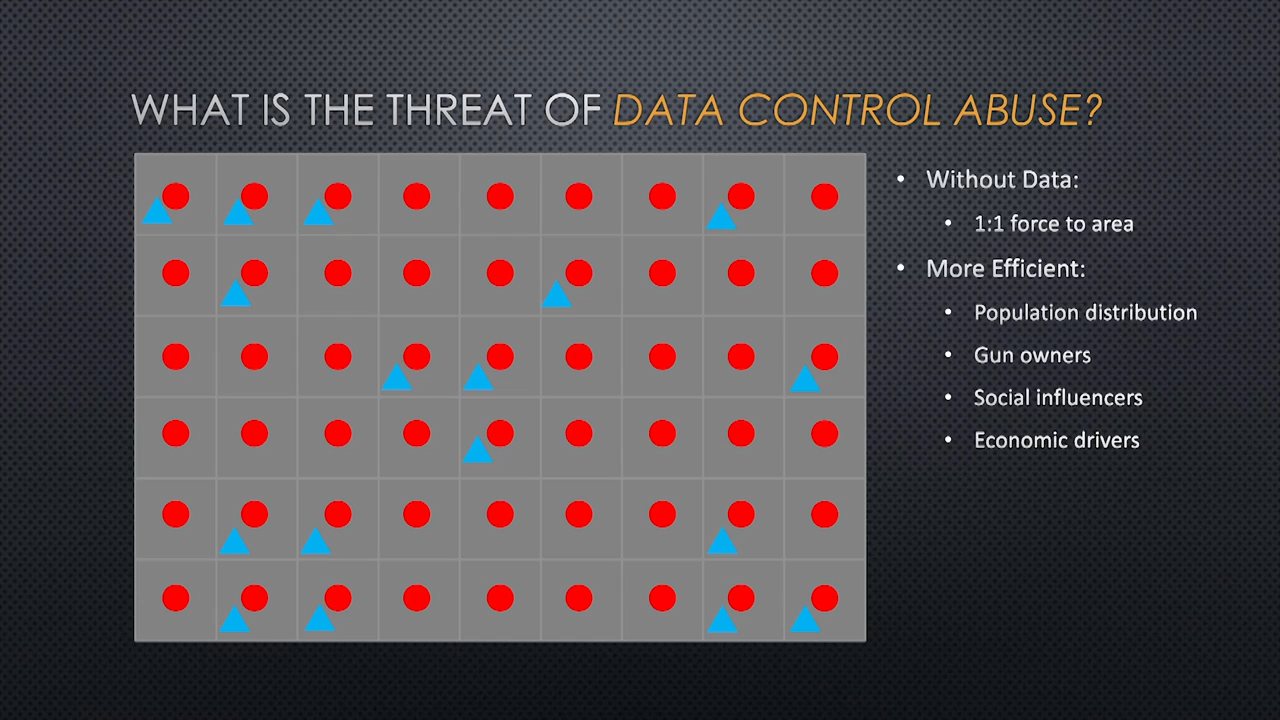 WHAT IS THE THREAT OF DATA CONTROL ABUSE?
• Without Data:
• 1:1 force to area
• More Efficient:
• Population distribution
• Gun owners
• Social influencers
• Economic drivers